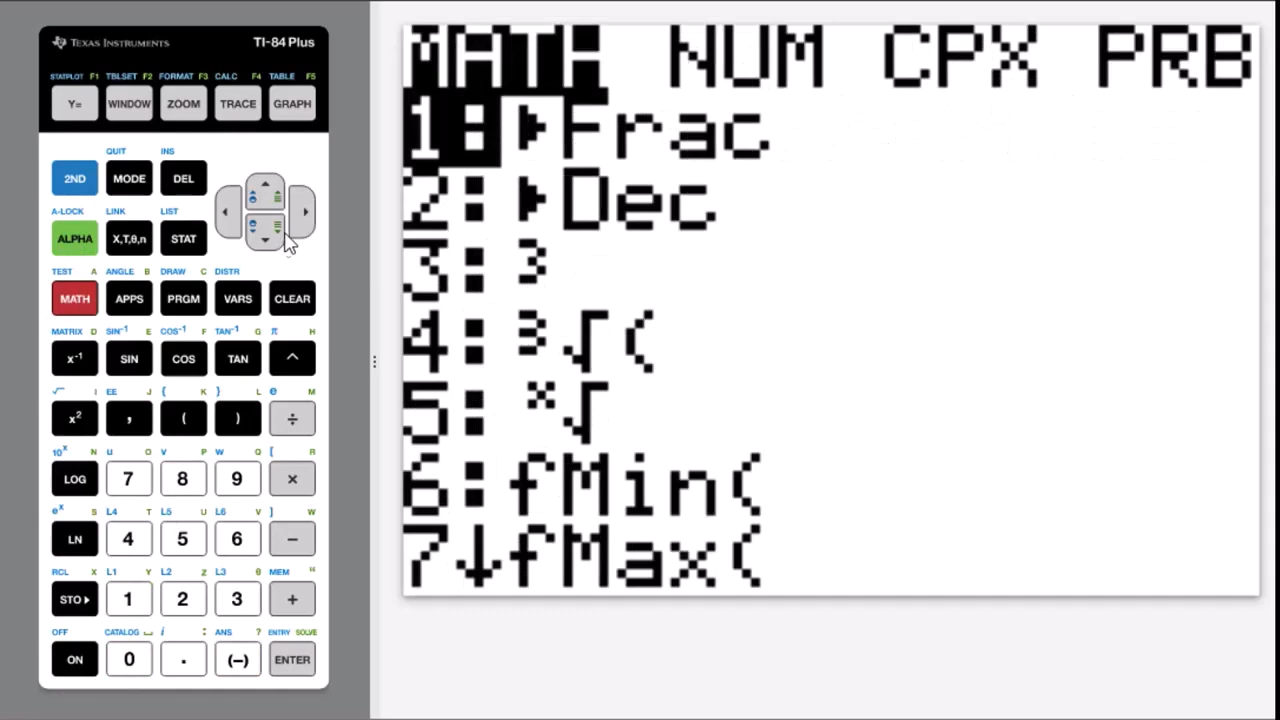 TEXAS INSTRUMENTS TI-84 Plus
STATPLOT F1 TBLSET F2 FORMAT F3 CALC F4 TABLE F5
Y= WINDOW ZOOM TRACE GRAPH
QUIT INS
2ND MODE DEL
A-LOCK LINK LIST
ALPHA X,T,θ,n STAT
TEST A ANGLE B DRAW C DISTR
MATH APPS PRGM VARS CLEAR
MATRIX D SIN⁻¹ E COS⁻¹ F TAN⁻¹ G π H
x⁻¹ SIN COS TAN ^
√ I EE J { K } L e M
x² , ( ) ÷
10ˣ N u O v P w Q [ R
LOG 7 8 9 ×
eˣ S L4 T L5 U L6 V ] W
LN 4 5 6 −
RCL X L1 Y L2 Z L3 θ MEM "
STO▶ 1 2 3 +
OFF CATALOG ⎵ i : ANS ? ENTRY SOLVE
ON 0 . (−) ENTER
MATH NUM CPX PRB
1:▶Frac
2:▶Dec
3:³
4:³√(
5:ˣ√
6:fMin(
7↓fMax(